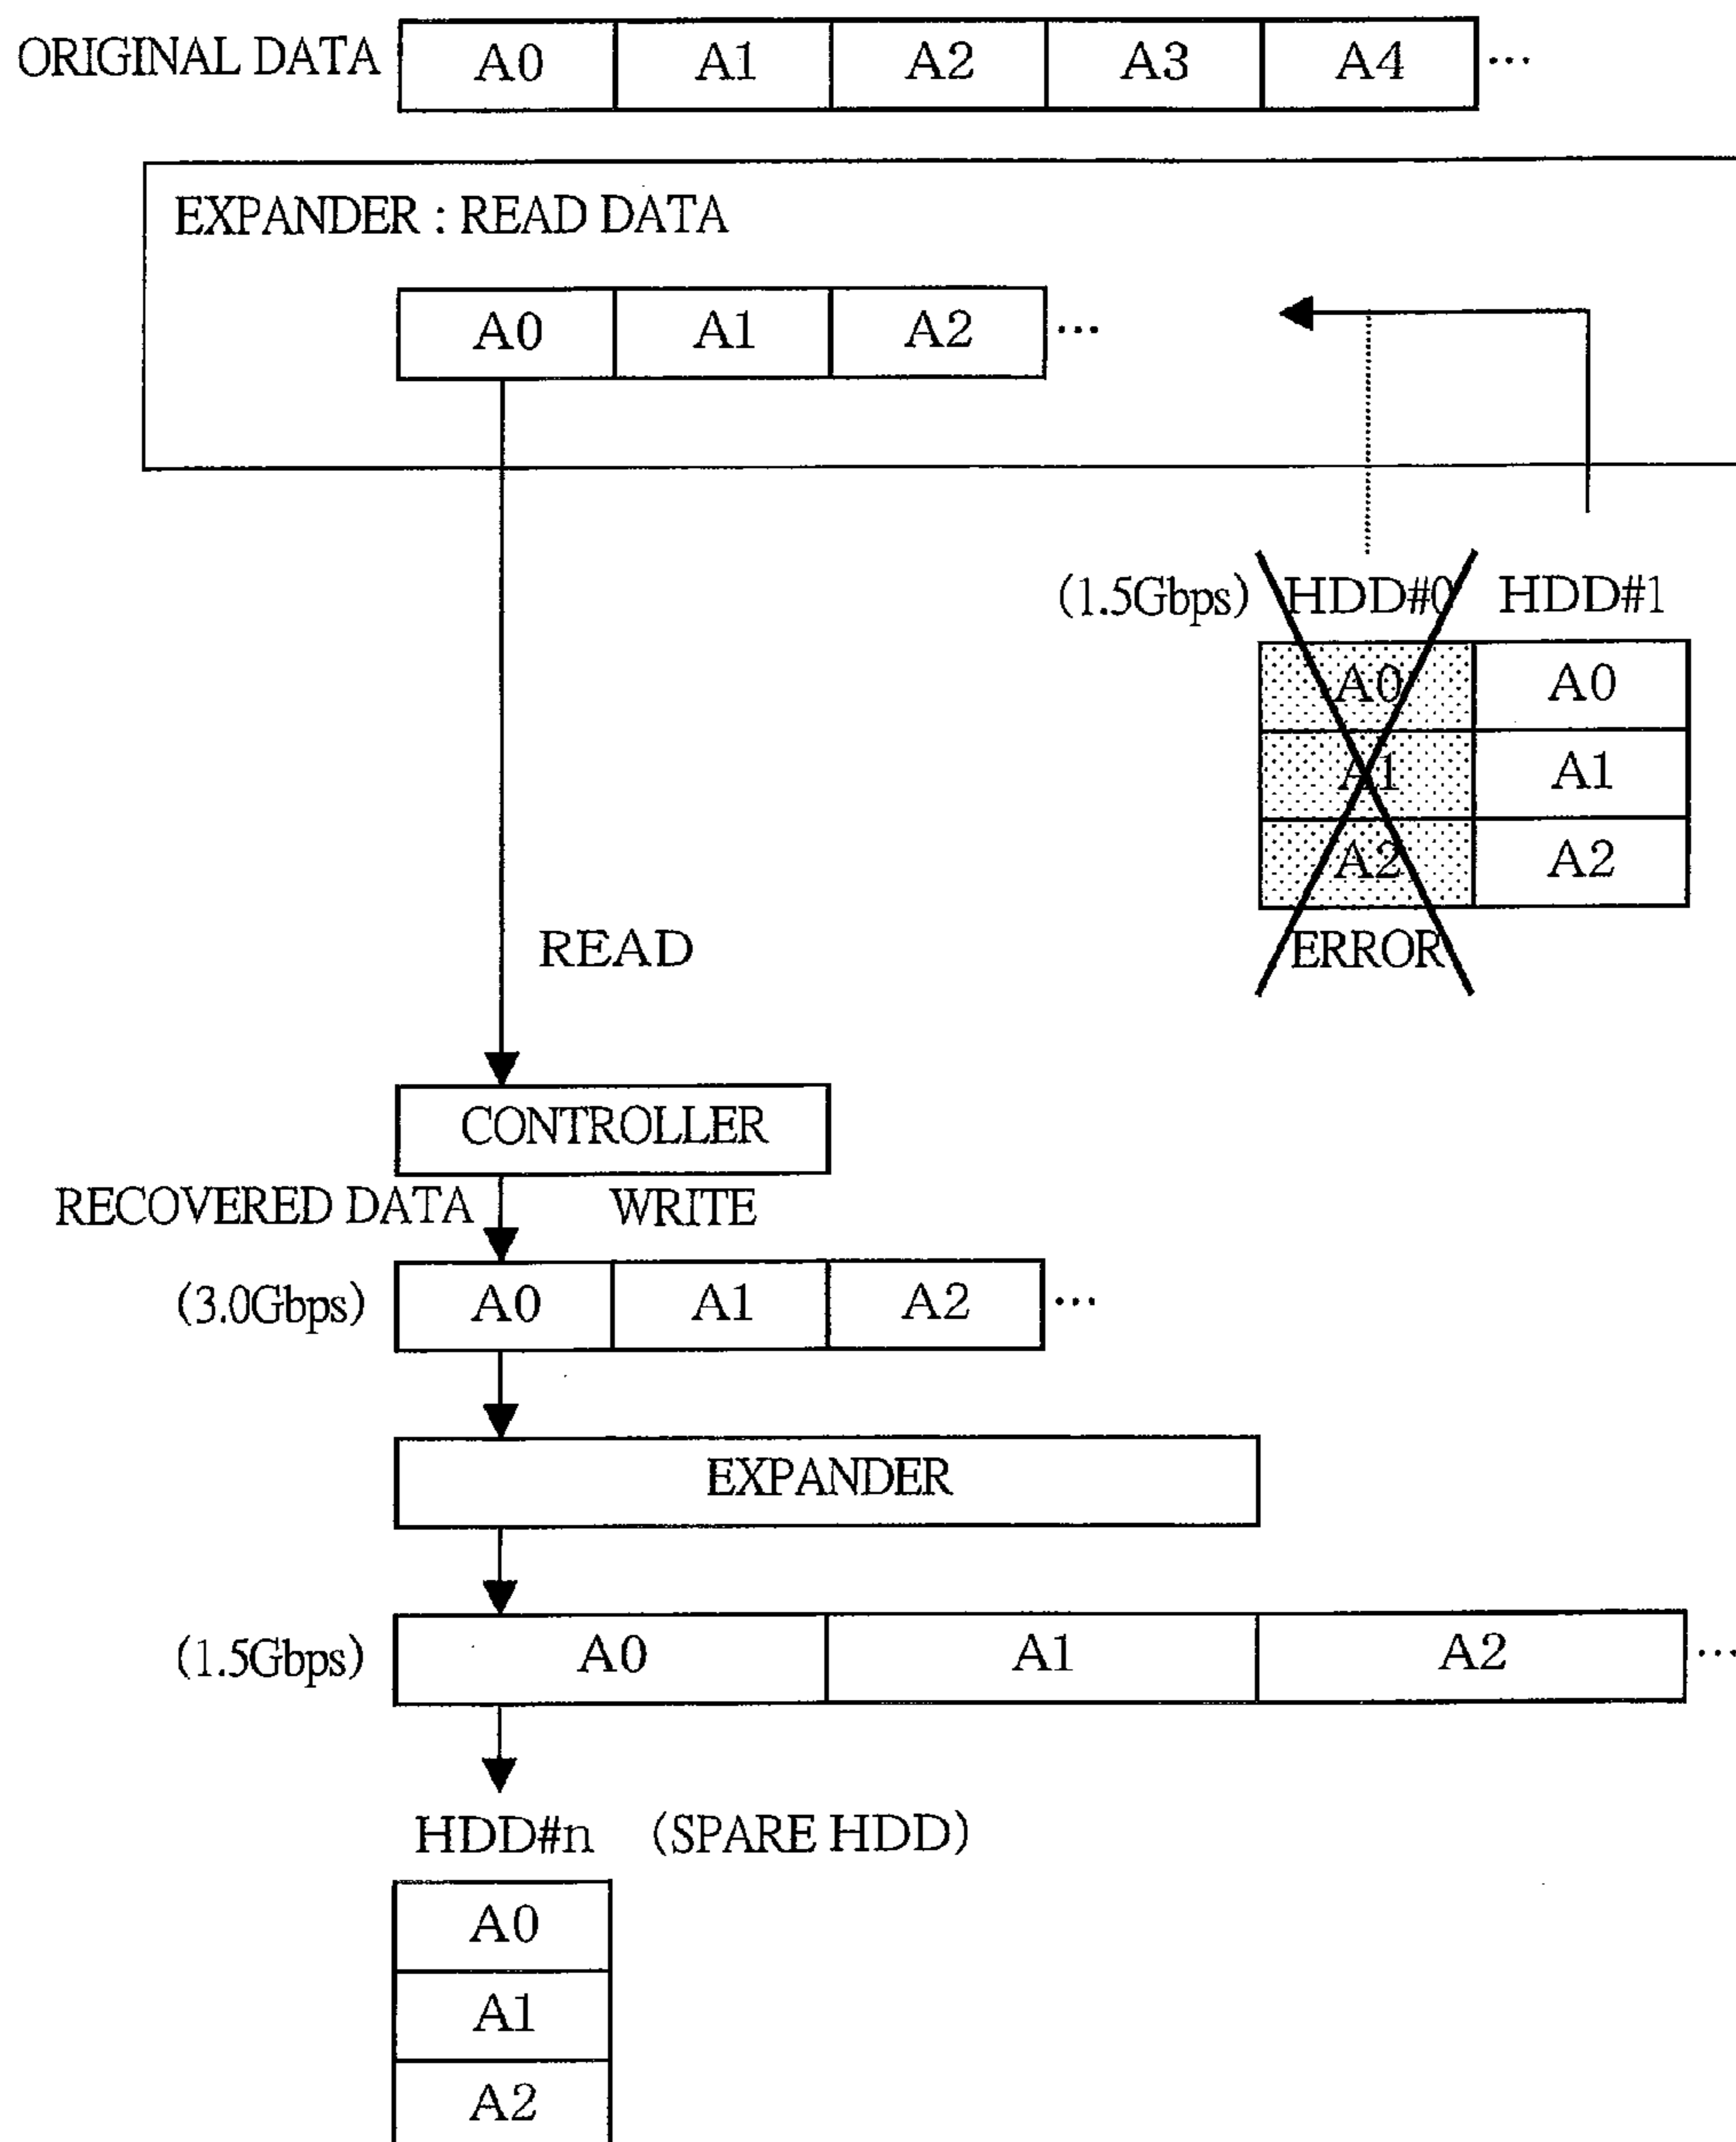 ORIGINAL DATA A0 A1 A2 A3 A4 ...
EXPANDER : READ DATA
A0 A1 A2 ...
(1.5Gbps) HDD#0 HDD#1
A0 A0
A1 A1
A2 A2
READ ERROR
CONTROLLER
RECOVERED DATA WRITE
(3.0Gbps) A0 A1 A2 ...
EXPANDER
(1.5Gbps) A0 A1 A2 ...
HDD#n (SPARE HDD)
A0
A1
A2